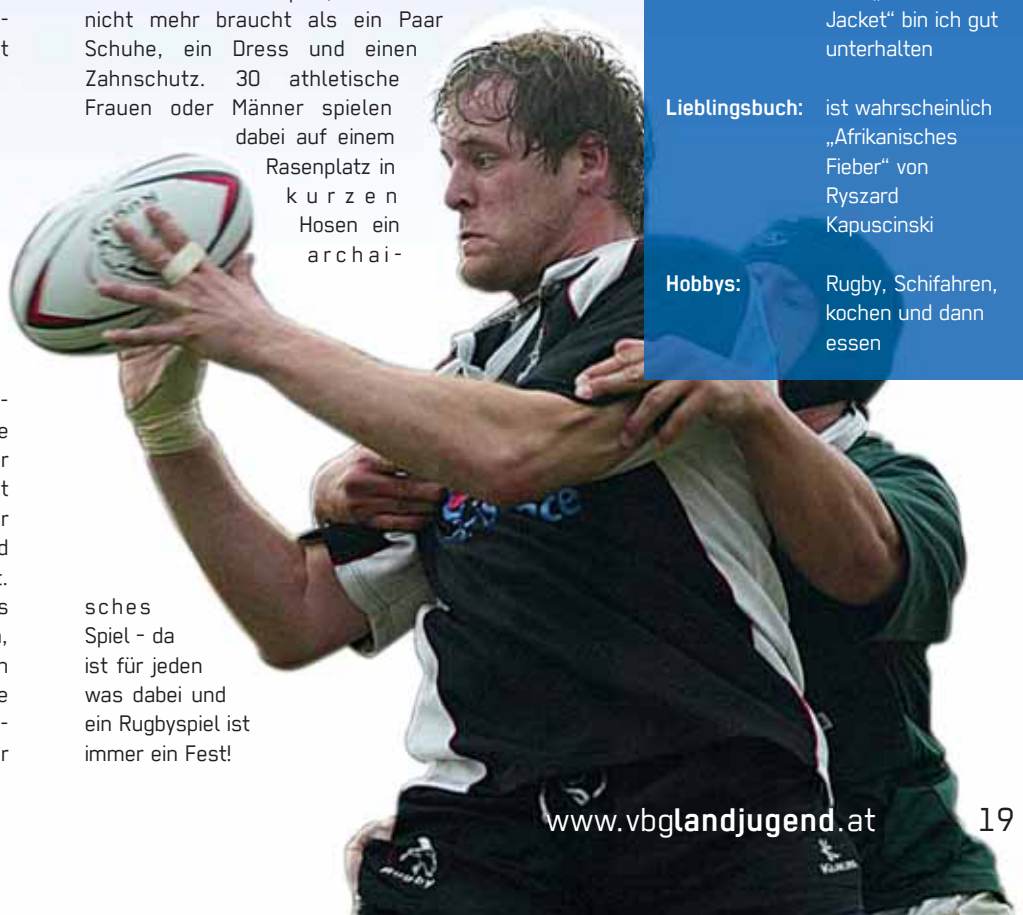 -
t
-
e
r
t
r
d
t.
s
n
e
-
r
nicht mehr braucht als ein Paar
Schuhe, ein Dress und einen
Zahnschutz. 30 athletische
Frauen oder Männer spielen
dabei auf einem
Rasenplatz in
kurzen
Hosen ein
archai-
sches
Spiel - da
ist für jeden
was dabei und
ein Rugbyspiel ist
immer ein Fest!
Jacket“ bin ich gut
unterhalten
Lieblingsbuch: ist wahrscheinlich
„Afrikanisches
Fieber“ von
Ryszard
Kapuscinski
Hobbys: Rugby, Schifahren,
kochen und dann
essen
Rugby
www.vbglandjugend.at 19